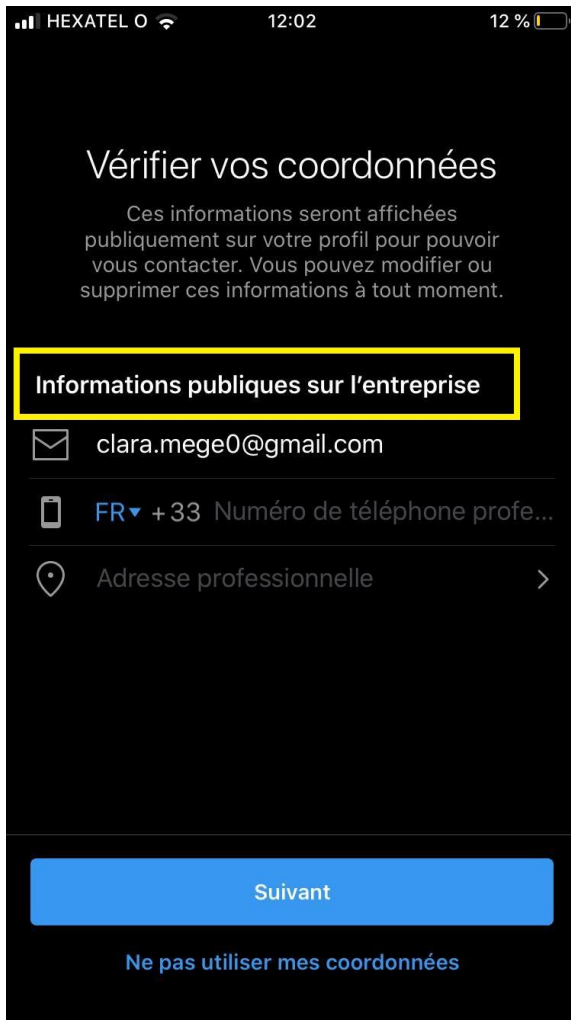 HEXATEL O 12:02 12 %
Vérifier vos coordonnées
Ces informations seront affichées
publiquement sur votre profil pour pouvoir
vous contacter. Vous pouvez modifier ou
supprimer ces informations à tout moment.
Informations publiques sur l’entreprise
clara.mege0@gmail.com
FR +33 Numéro de téléphone profe...
Adresse professionnelle
Suivant
Ne pas utiliser mes coordonnées